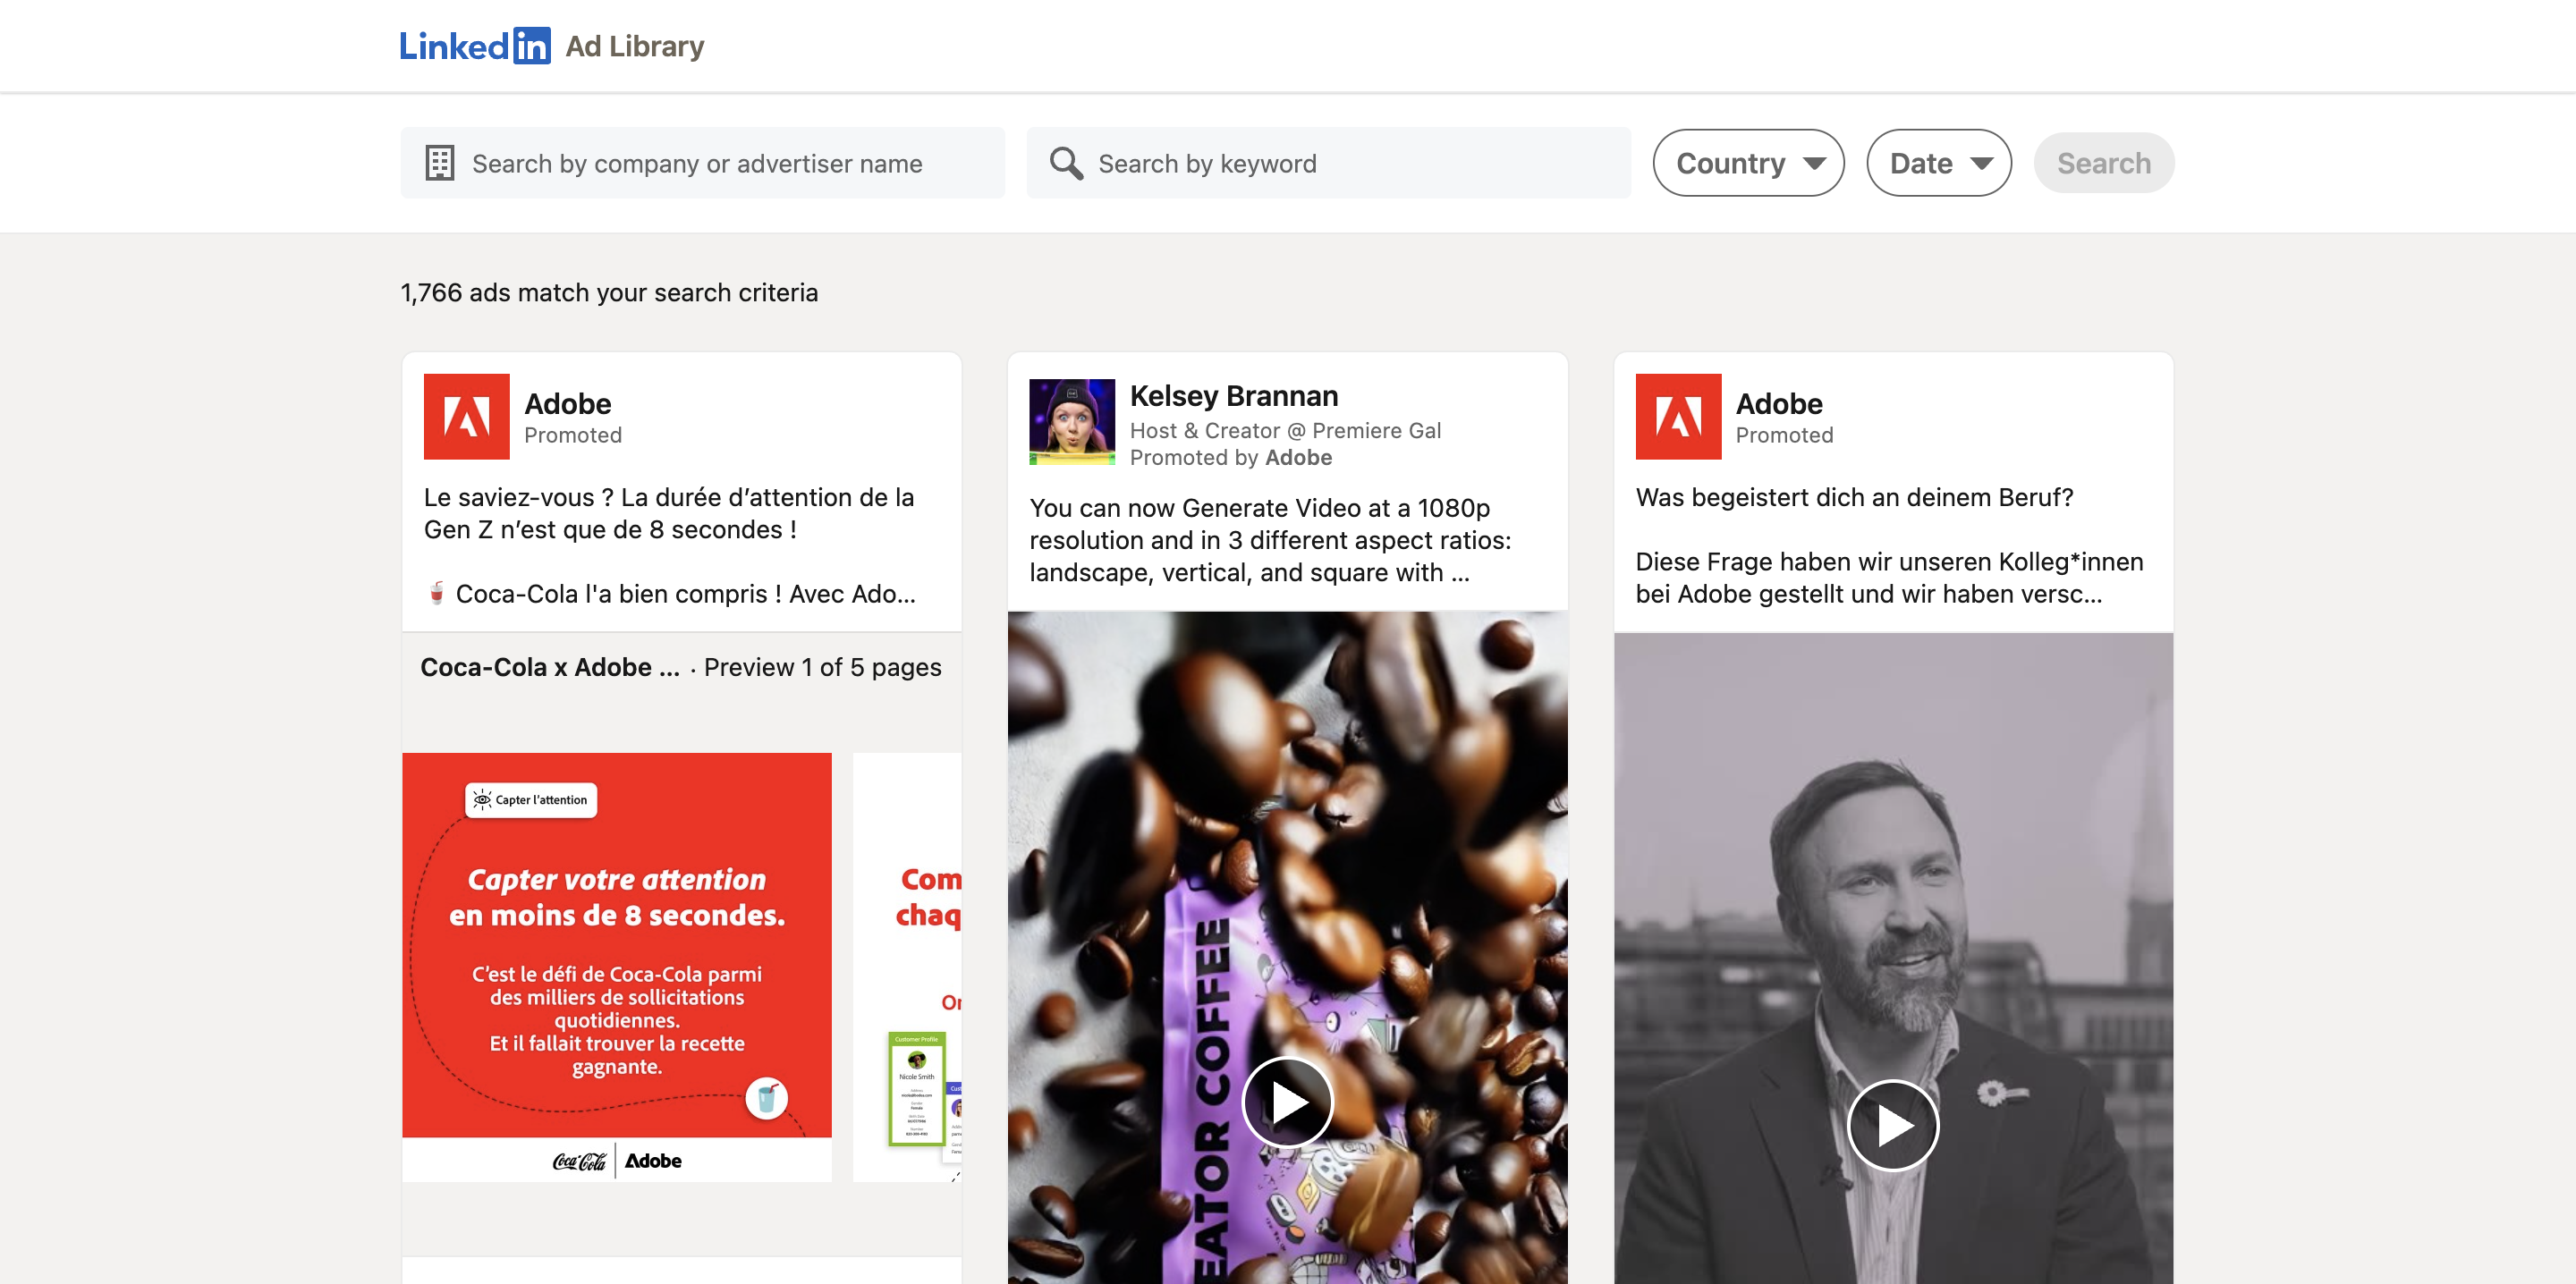 LinkedIn Ad Library
Search by company or advertiser name
Search by keyword
Country
Date
Search
1,766 ads match your search criteria
Adobe
Promoted
Le saviez-vous ? La durée d’attention de la
Gen Z n’est que de 8 secondes !
Coca-Cola l'a bien compris ! Avec Ado...
Coca-Cola x Adobe ... · Preview 1 of 5 pages
Capter l’attention
Capter votre attention
en moins de 8 secondes.
C’est le défi de Coca-Cola parmi
des milliers de sollicitations
quotidiennes.
Et il fallait trouver la recette
gagnante.
Coca-Cola | Adobe
Com
chaq
Or
Customer Profile
Nicole Smith
Kelsey Brannan
Host & Creator @ Premiere Gal
Promoted by Adobe
You can now Generate Video at a 1080p
resolution and in 3 different aspect ratios:
landscape, vertical, and square with ...
EATOR COFFEE
Adobe
Promoted
Was begeistert dich an deinem Beruf?
Diese Frage haben wir unseren Kolleg*innen
bei Adobe gestellt und wir haben versc...